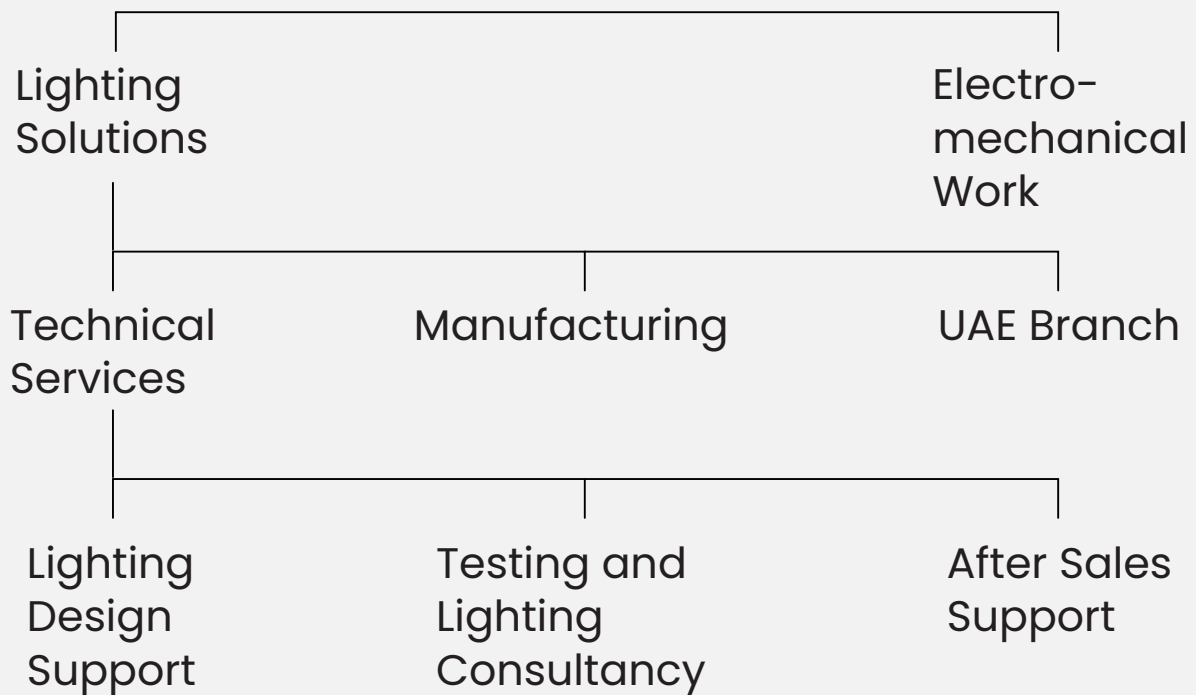 Lighting
Solutions
Electro-
mechanical
Work
Technical
Services
Manufacturing
UAE Branch
Lighting
Design
Support
Testing and
Lighting
Consultancy
After Sales
Support